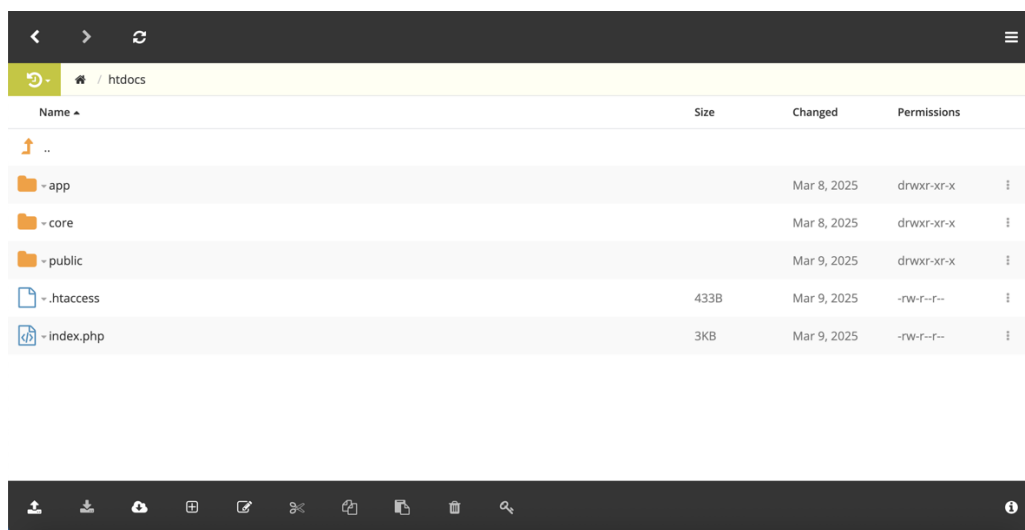 / htdocs
Name Size Changed Permissions
..
app Mar 8, 2025 drwxr-xr-x
core Mar 8, 2025 drwxr-xr-x
public Mar 9, 2025 drwxr-xr-x
.htaccess 433B Mar 9, 2025 -rw-r--r--
index.php 3KB Mar 9, 2025 -rw-r--r--